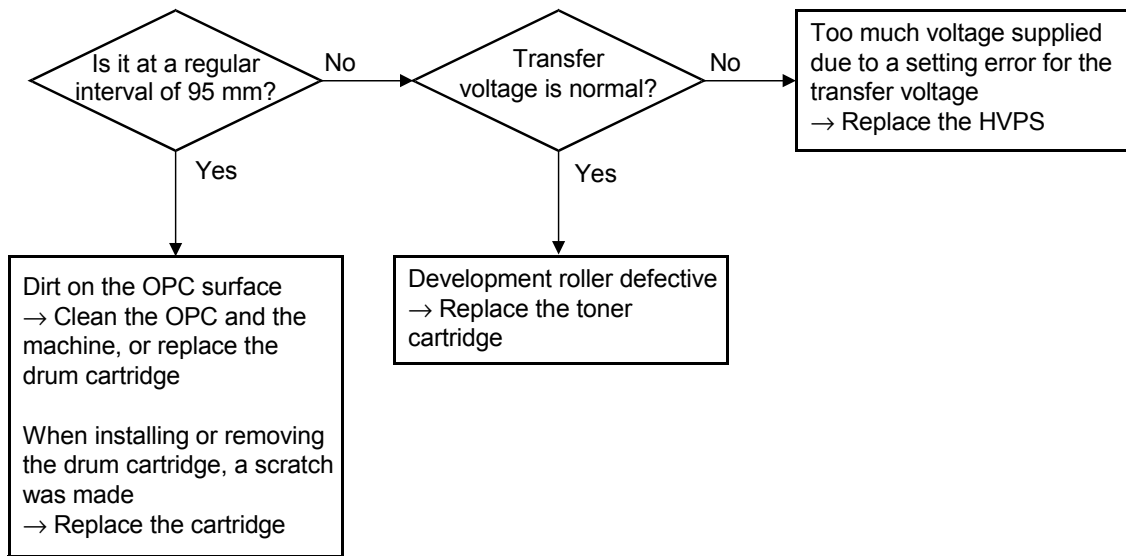 Is it at a regular
interval of 95 mm?
No
Transfer
voltage is normal?
No
Too much voltage supplied
due to a setting error for the
transfer voltage
→ Replace the HVPS
Yes
Yes
Dirt on the OPC surface
→ Clean the OPC and the
machine, or replace the
drum cartridge
When installing or removing
the drum cartridge, a scratch
was made
→ Replace the cartridge
Development roller defective
→ Replace the toner
cartridge